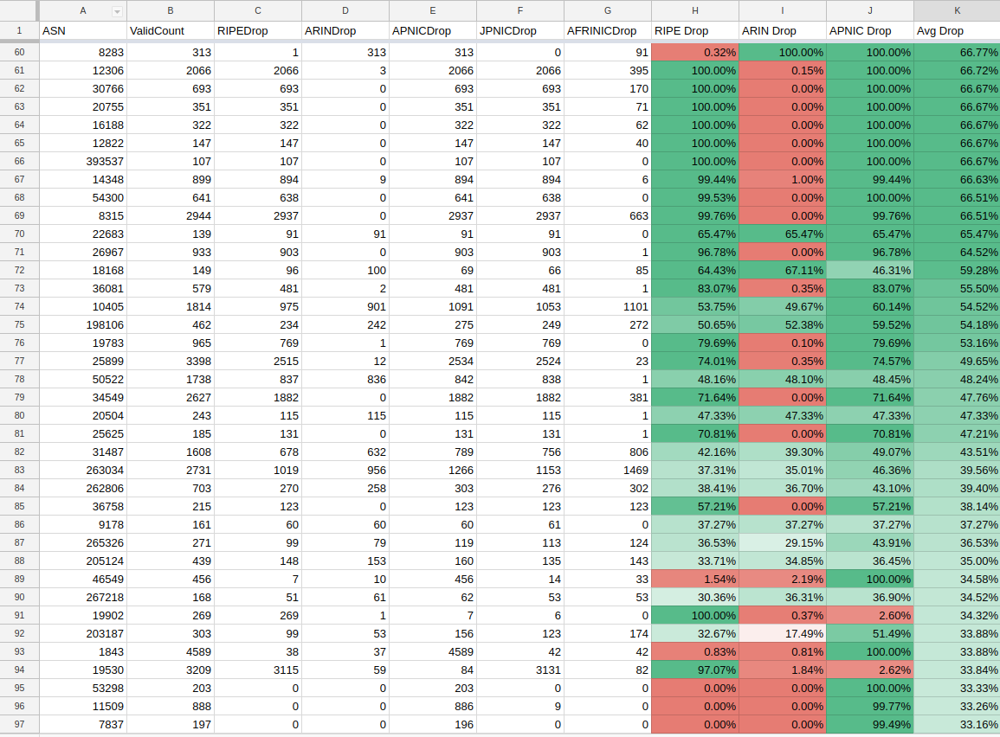 A B C D E F G H I J K
1 ASN ValidCount RIPEDrop ARINDrop APNICDrop JPNICDrop AFRINICDrop RIPE Drop ARIN Drop APNIC Drop Avg Drop
60 8283 313 1 313 313 0 91 0.32% 100.00% 100.00% 66.77%
61 12306 2066 2066 3 2066 2066 395 100.00% 0.15% 100.00% 66.72%
62 30766 693 693 0 693 693 170 100.00% 0.00% 100.00% 66.67%
63 20755 351 351 0 351 351 71 100.00% 0.00% 100.00% 66.67%
64 16188 322 322 0 322 322 62 100.00% 0.00% 100.00% 66.67%
65 12822 147 147 0 147 147 40 100.00% 0.00% 100.00% 66.67%
66 393537 107 107 0 107 107 0 100.00% 0.00% 100.00% 66.67%
67 14348 899 894 9 894 894 6 99.44% 1.00% 99.44% 66.63%
68 54300 641 638 0 641 638 0 99.53% 0.00% 100.00% 66.51%
69 8315 2944 2937 0 2937 2937 663 99.76% 0.00% 99.76% 66.51%
70 22683 139 91 91 91 91 0 65.47% 65.47% 65.47% 65.47%
71 26967 933 903 0 903 903 1 96.78% 0.00% 96.78% 64.52%
72 18168 149 96 100 69 66 85 64.43% 67.11% 46.31% 59.28%
73 36081 579 481 2 481 481 1 83.07% 0.35% 83.07% 55.50%
74 10405 1814 975 901 1091 1053 1101 53.75% 49.67% 60.14% 54.52%
75 198106 462 234 242 275 249 272 50.65% 52.38% 59.52% 54.18%
76 19783 965 769 1 769 769 0 79.69% 0.10% 79.69% 53.16%
77 25899 3398 2515 12 2534 2524 23 74.01% 0.35% 74.57% 49.65%
78 50522 1738 837 836 842 838 1 48.16% 48.10% 48.45% 48.24%
79 34549 2627 1882 0 1882 1882 381 71.64% 0.00% 71.64% 47.76%
80 20504 243 115 115 115 115 1 47.33% 47.33% 47.33% 47.33%
81 25625 185 131 0 131 131 1 70.81% 0.00% 70.81% 47.21%
82 31487 1608 678 632 789 756 806 42.16% 39.30% 49.07% 43.51%
83 263034 2731 1019 956 1266 1153 1469 37.31% 35.01% 46.36% 39.56%
84 262806 703 270 258 303 276 302 38.41% 36.70% 43.10% 39.40%
85 36758 215 123 0 123 123 123 57.21% 0.00% 57.21% 38.14%
86 9178 161 60 60 60 61 0 37.27% 37.27% 37.27% 37.27%
87 265326 271 99 79 119 113 124 36.53% 29.15% 43.91% 36.53%
88 205124 439 148 153 160 135 143 33.71% 34.85% 36.45% 35.00%
89 46549 456 7 10 456 14 33 1.54% 2.19% 100.00% 34.58%
90 267218 168 51 61 62 53 53 30.36% 36.31% 36.90% 34.52%
91 19902 269 269 1 7 6 0 100.00% 0.37% 2.60% 34.32%
92 203187 303 99 53 156 123 174 32.67% 17.49% 51.49% 33.88%
93 1843 4589 38 37 4589 42 42 0.83% 0.81% 100.00% 33.88%
94 19530 3209 3115 59 84 3131 82 97.07% 1.84% 2.62% 33.84%
95 53298 203 0 0 203 0 0 0.00% 0.00% 100.00% 33.33%
96 11509 888 0 0 886 9 0 0.00% 0.00% 99.77% 33.26%
97 7837 197 0 0 196 0 0 0.00% 0.00% 99.49% 33.16%